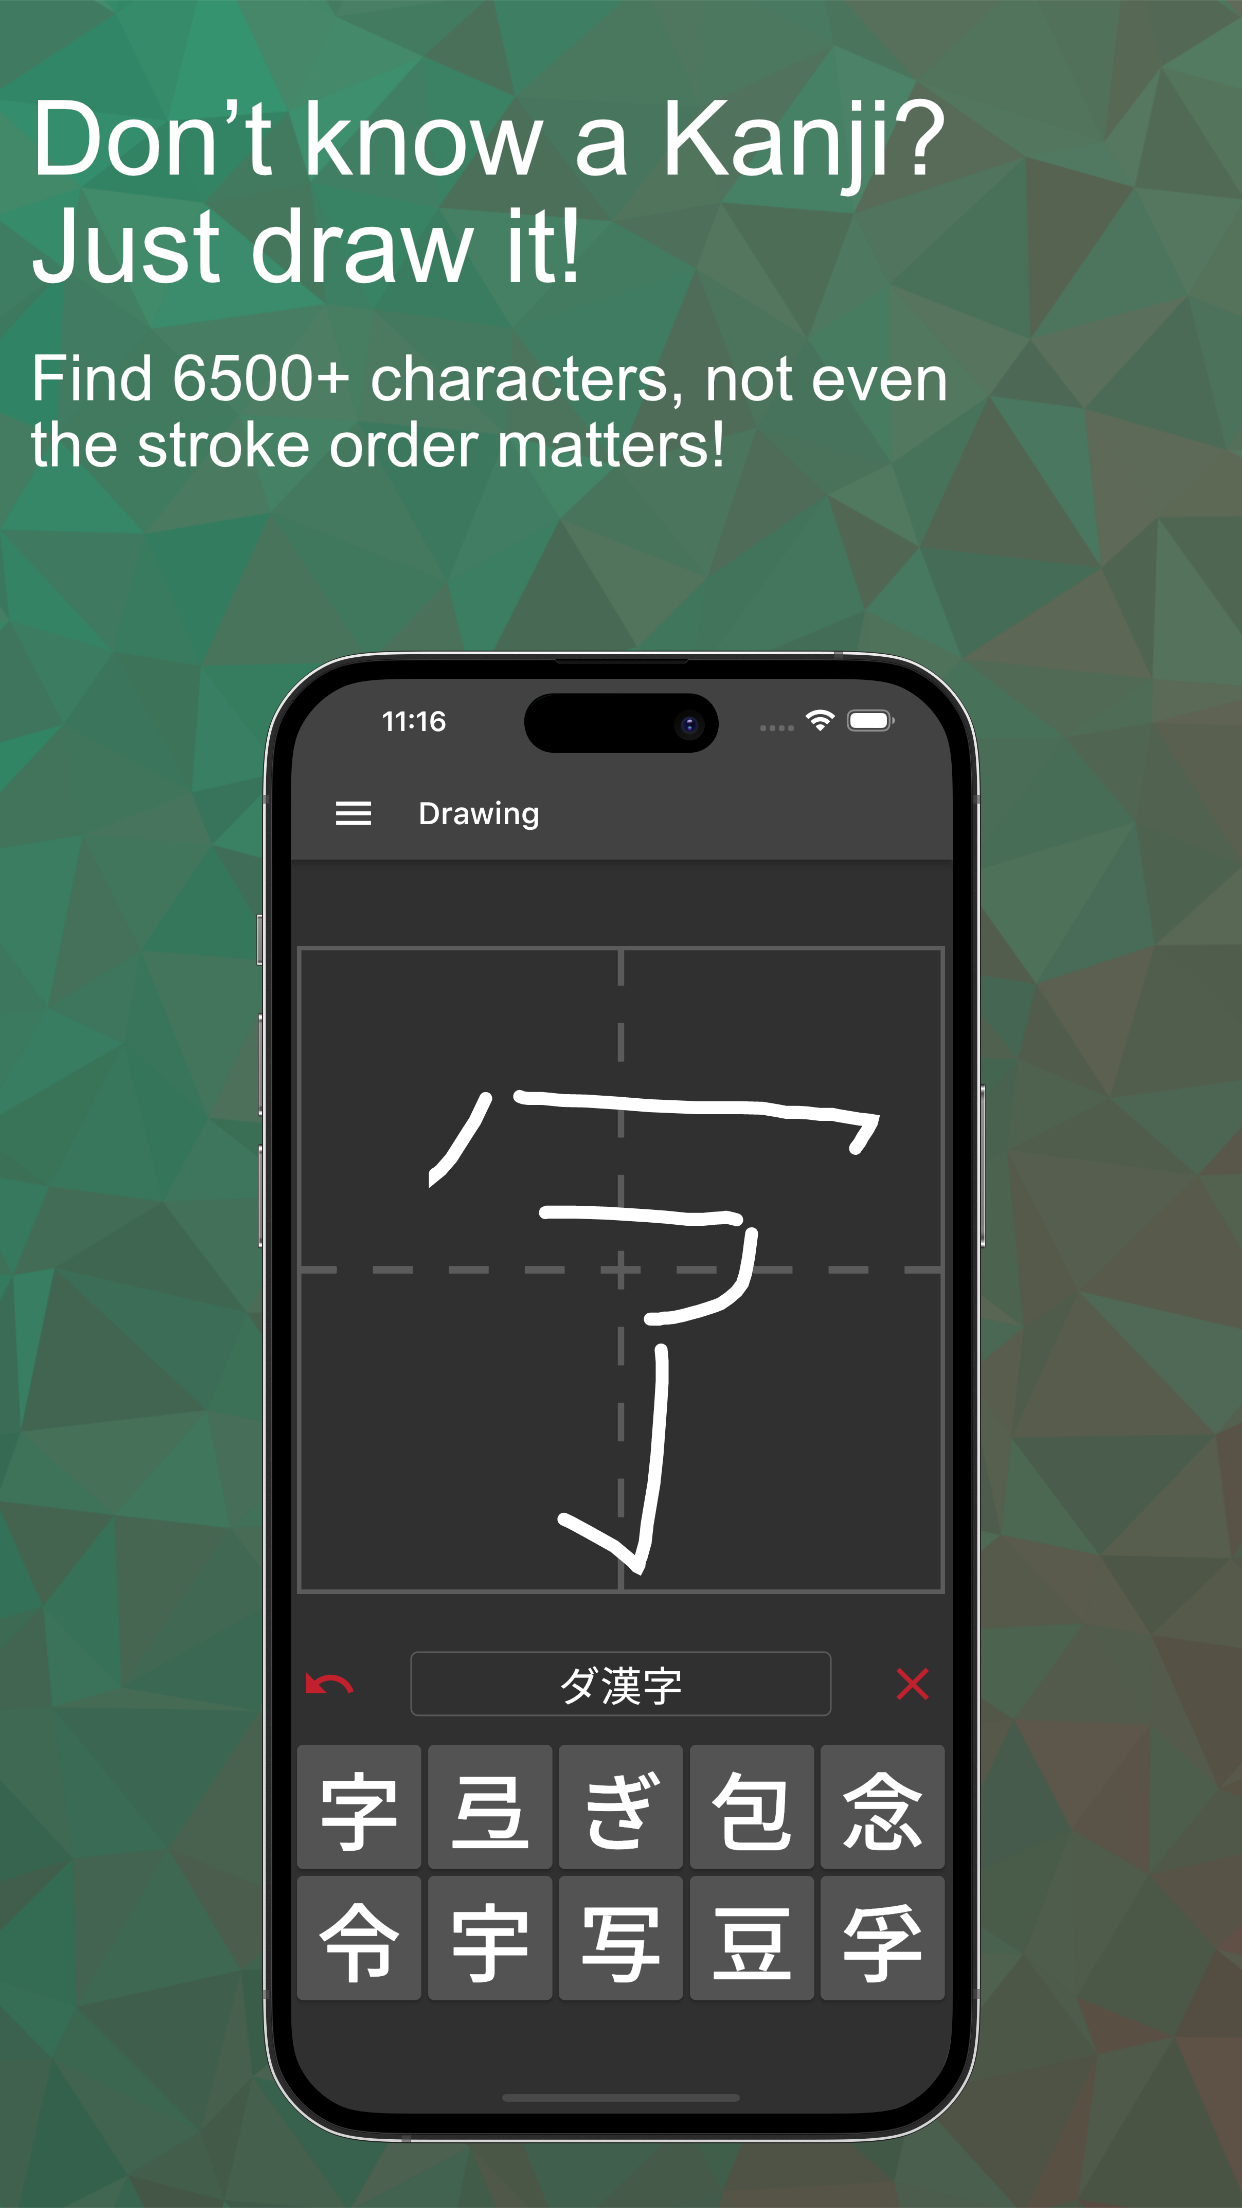 Don’t know a Kanji?
Just draw it!
Find 6500+ characters, not even
the stroke order matters!
11:16
Drawing
ダ漢字
字 弖 ぎ 包 念
令 宇 写 豆 孚